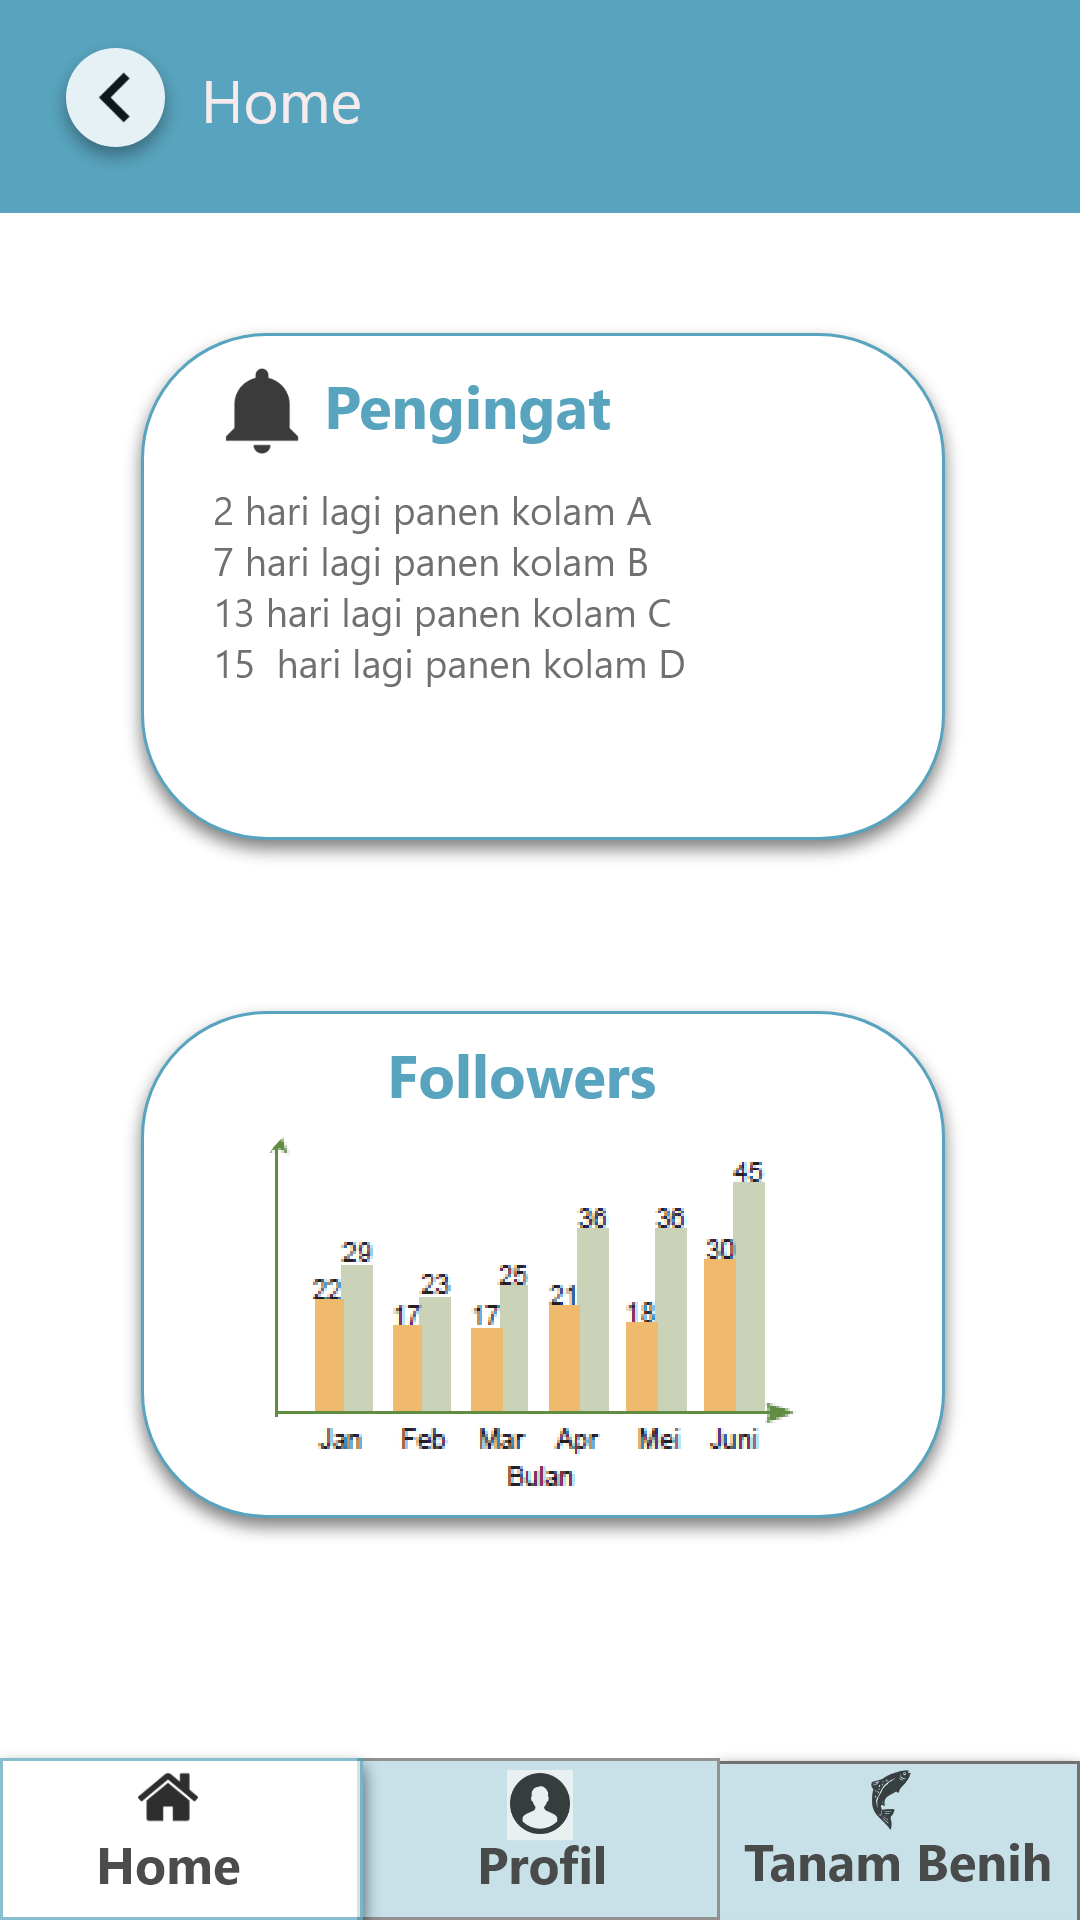 Home
Pengingat
2 hari lagi panen kolam A
7 hari lagi panen kolam B
13 hari lagi panen kolam C
15  hari lagi panen kolam D
Followers
22 29 17 23 17 25 21 36 18 36 30 45
Jan Feb Mar Apr Mei Juni
Bulan
Home Profil Tanam Benih